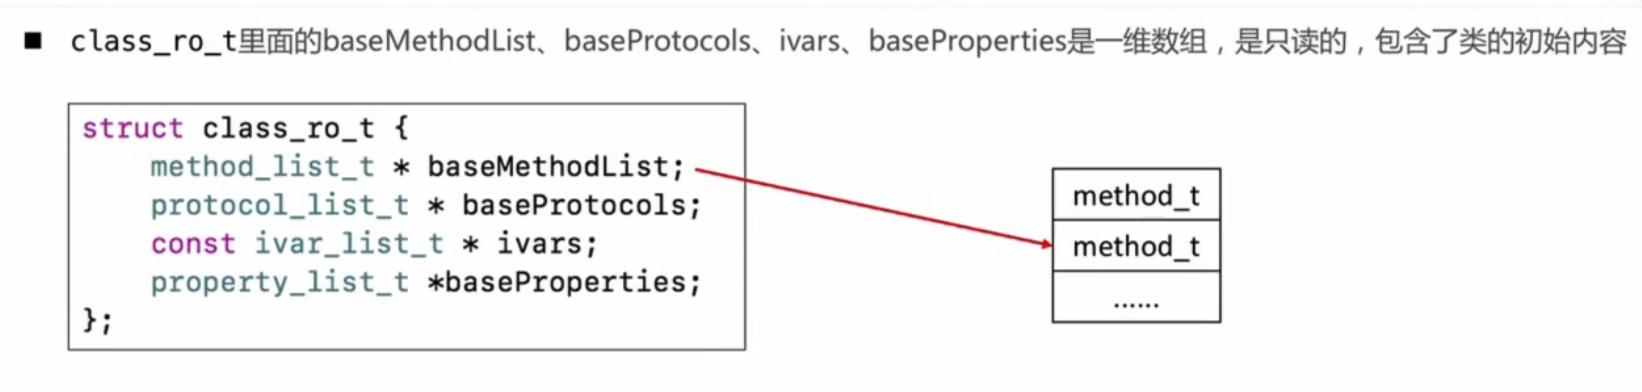 ■ class_ro_t里面的baseMethodList、baseProtocols、ivars、baseProperties是一维数组，是只读的，包含了类的初始内容
struct class_ro_t {
    method_list_t * baseMethodList;
    protocol_list_t * baseProtocols;
    const ivar_list_t * ivars;
    property_list_t *baseProperties;
};
method_t
method_t
......